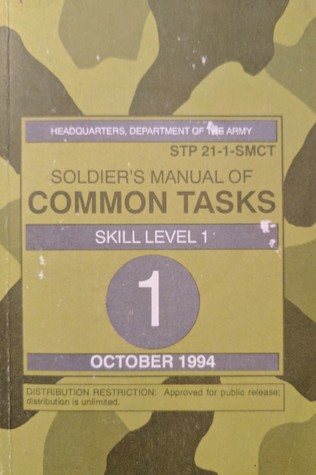 HEADQUARTERS, DEPARTMENT OF THE ARMY
STP 21-1-SMCT
SOLDIER'S MANUAL OF
COMMON TASKS
SKILL LEVEL 1
1
OCTOBER 1994
DISTRIBUTION RESTRICTION: Approved for public release;
distribution is unlimited.